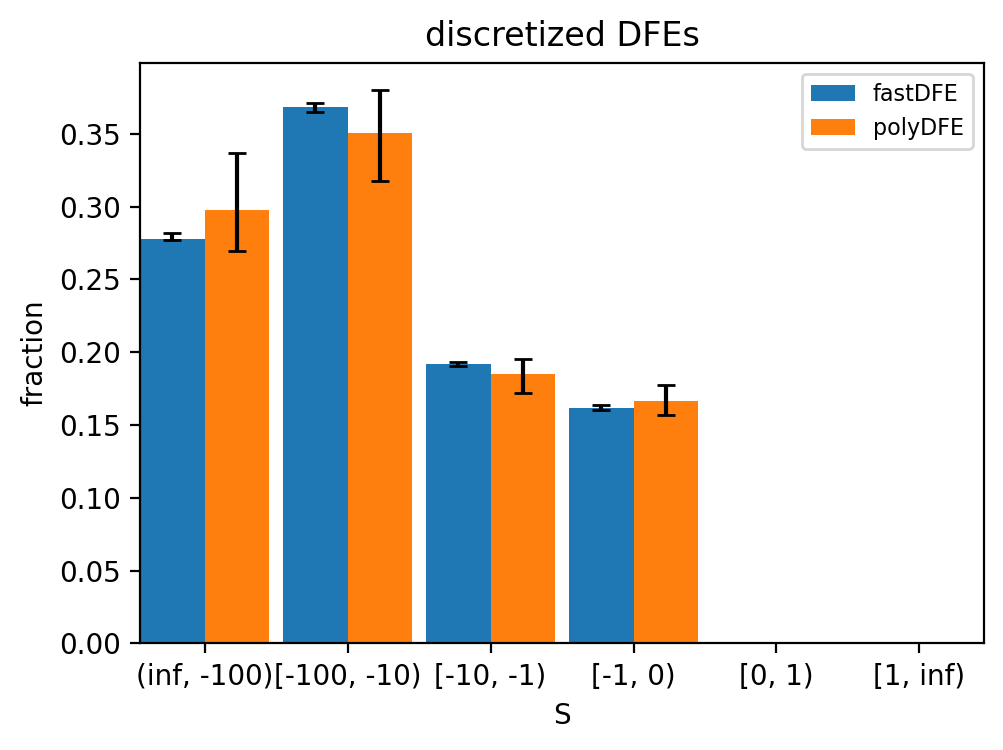 discretized DFEs
fastDFE
polyDFE
fraction
0.35
0.30
0.25
0.20
0.15
0.10
0.05
0.00
(inf, -100) [-100, -10) [-10, -1) [-1, 0) [0, 1) [1, inf)
S